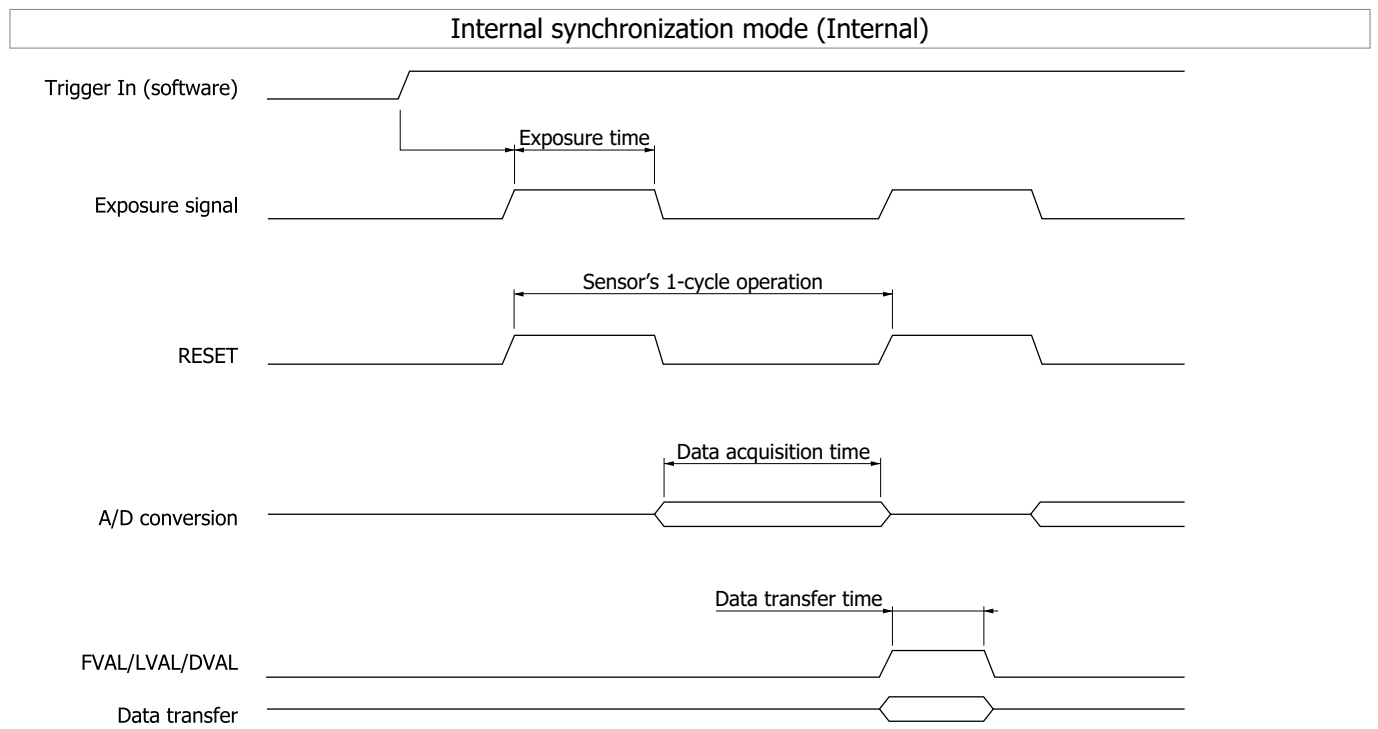 Internal synchronization mode (Internal)
Trigger In (software)
Exposure time
Exposure signal
Sensor’s 1-cycle operation
RESET
Data acquisition time
A/D conversion
Data transfer time
FVAL/LVAL/DVAL
Data transfer